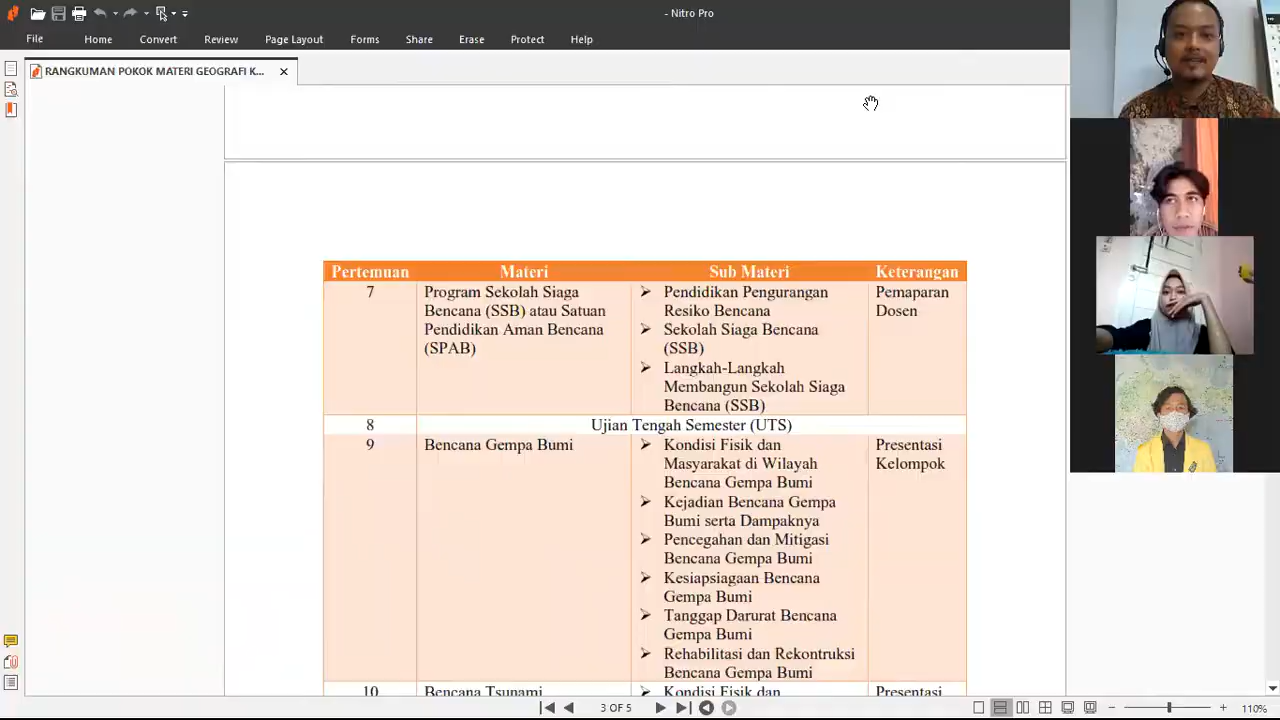 - Nitro Pro
File Home Convert Review Page Layout Forms Share Erase Protect Help
RANGKUMAN POKOK MATERI GEOGRAFI K...
Pertemuan Materi Sub Materi Keterangan
7 Program Sekolah Siaga Bencana (SSB) atau Satuan Pendidikan Aman Bencana (SPAB)
➢ Pendidikan Pengurangan
Resiko Bencana
➢ Sekolah Siaga Bencana
(SSB)
➢ Langkah-Langkah
Membangun Sekolah Siaga
Bencana (SSB)
Pemaparan
Dosen
8 Ujian Tengah Semester (UTS)
9 Bencana Gempa Bumi
➢ Kondisi Fisik dan
Masyarakat di Wilayah
Bencana Gempa Bumi
➢ Kejadian Bencana Gempa
Bumi serta Dampaknya
➢ Pencegahan dan Mitigasi
Bencana Gempa Bumi
➢ Kesiapsiagaan Bencana
Gempa Bumi
➢ Tanggap Darurat Bencana
Gempa Bumi
➢ Rehabilitasi dan Rekontruksi
Bencana Gempa Bumi
Presentasi
Kelompok
10 Bencana Tsunami ➢ Kondisi Fisik dan Presentasi
3 OF 5
110%